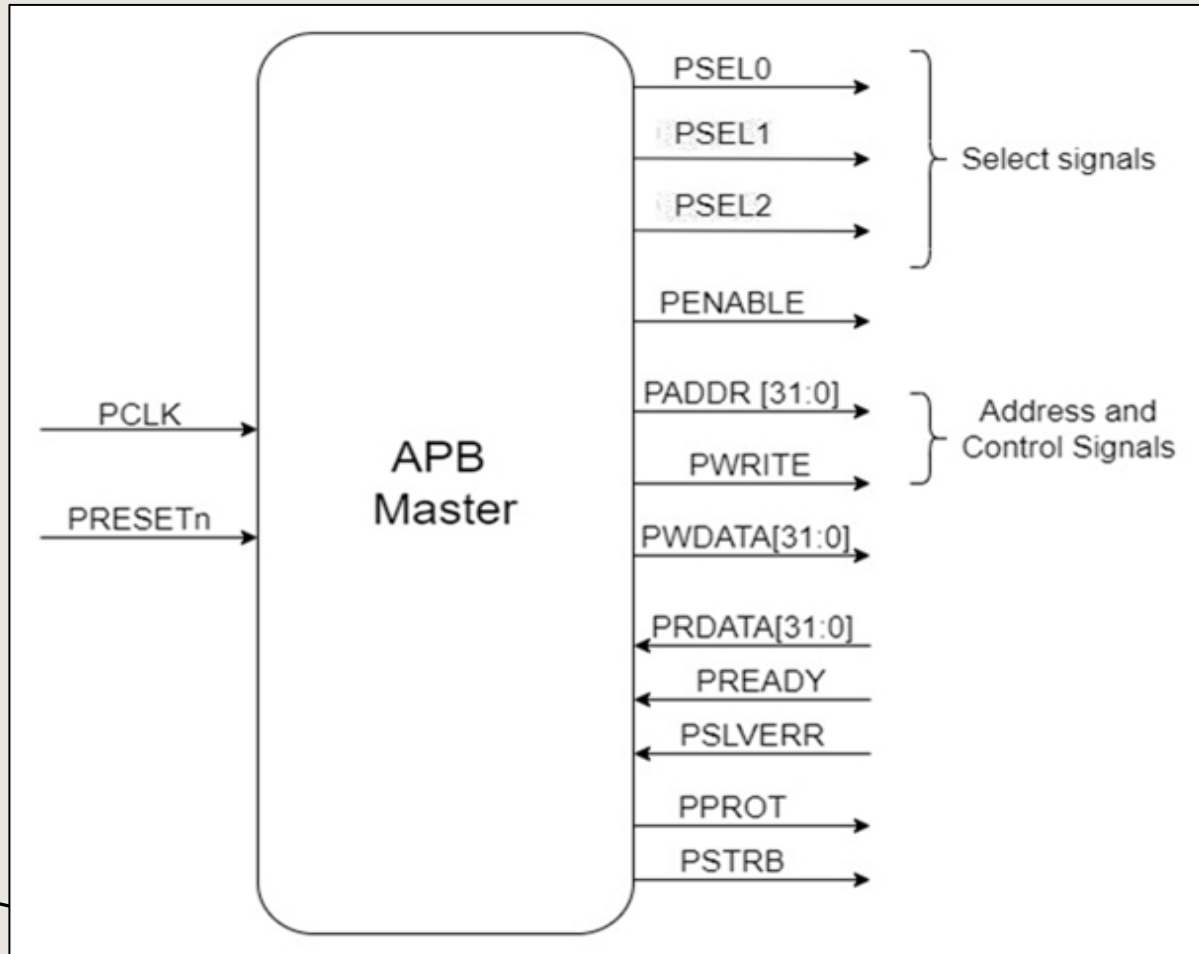 PSEL0
PSEL1
PSEL2
Select signals
PENABLE
PADDR [31:0]
PWRITE
Address and
Control Signals
PWDATA[31:0]
PCLK
PRESETn
APB
Master
PRDATA[31:0]
PREADY
PSLVERR
PPROT
PSTRB